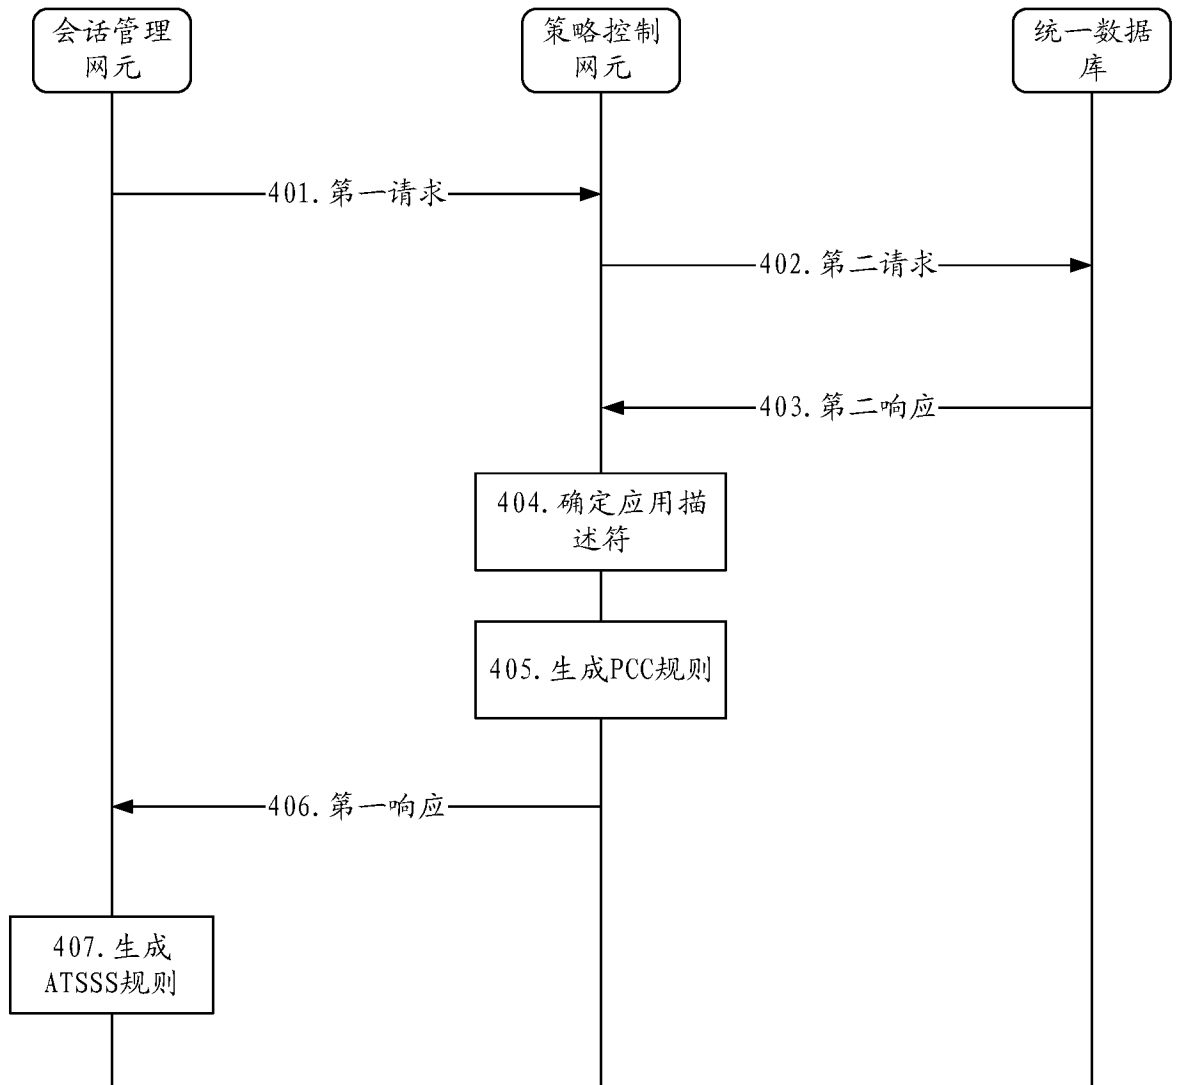 会话管理
网元
策略控制
网元
统一数据
库
401.第一请求
402.第二请求
403.第二响应
404.确定应用描
述符
405.生成PCC规则
406.第一响应
407.生成
ATSSS规则